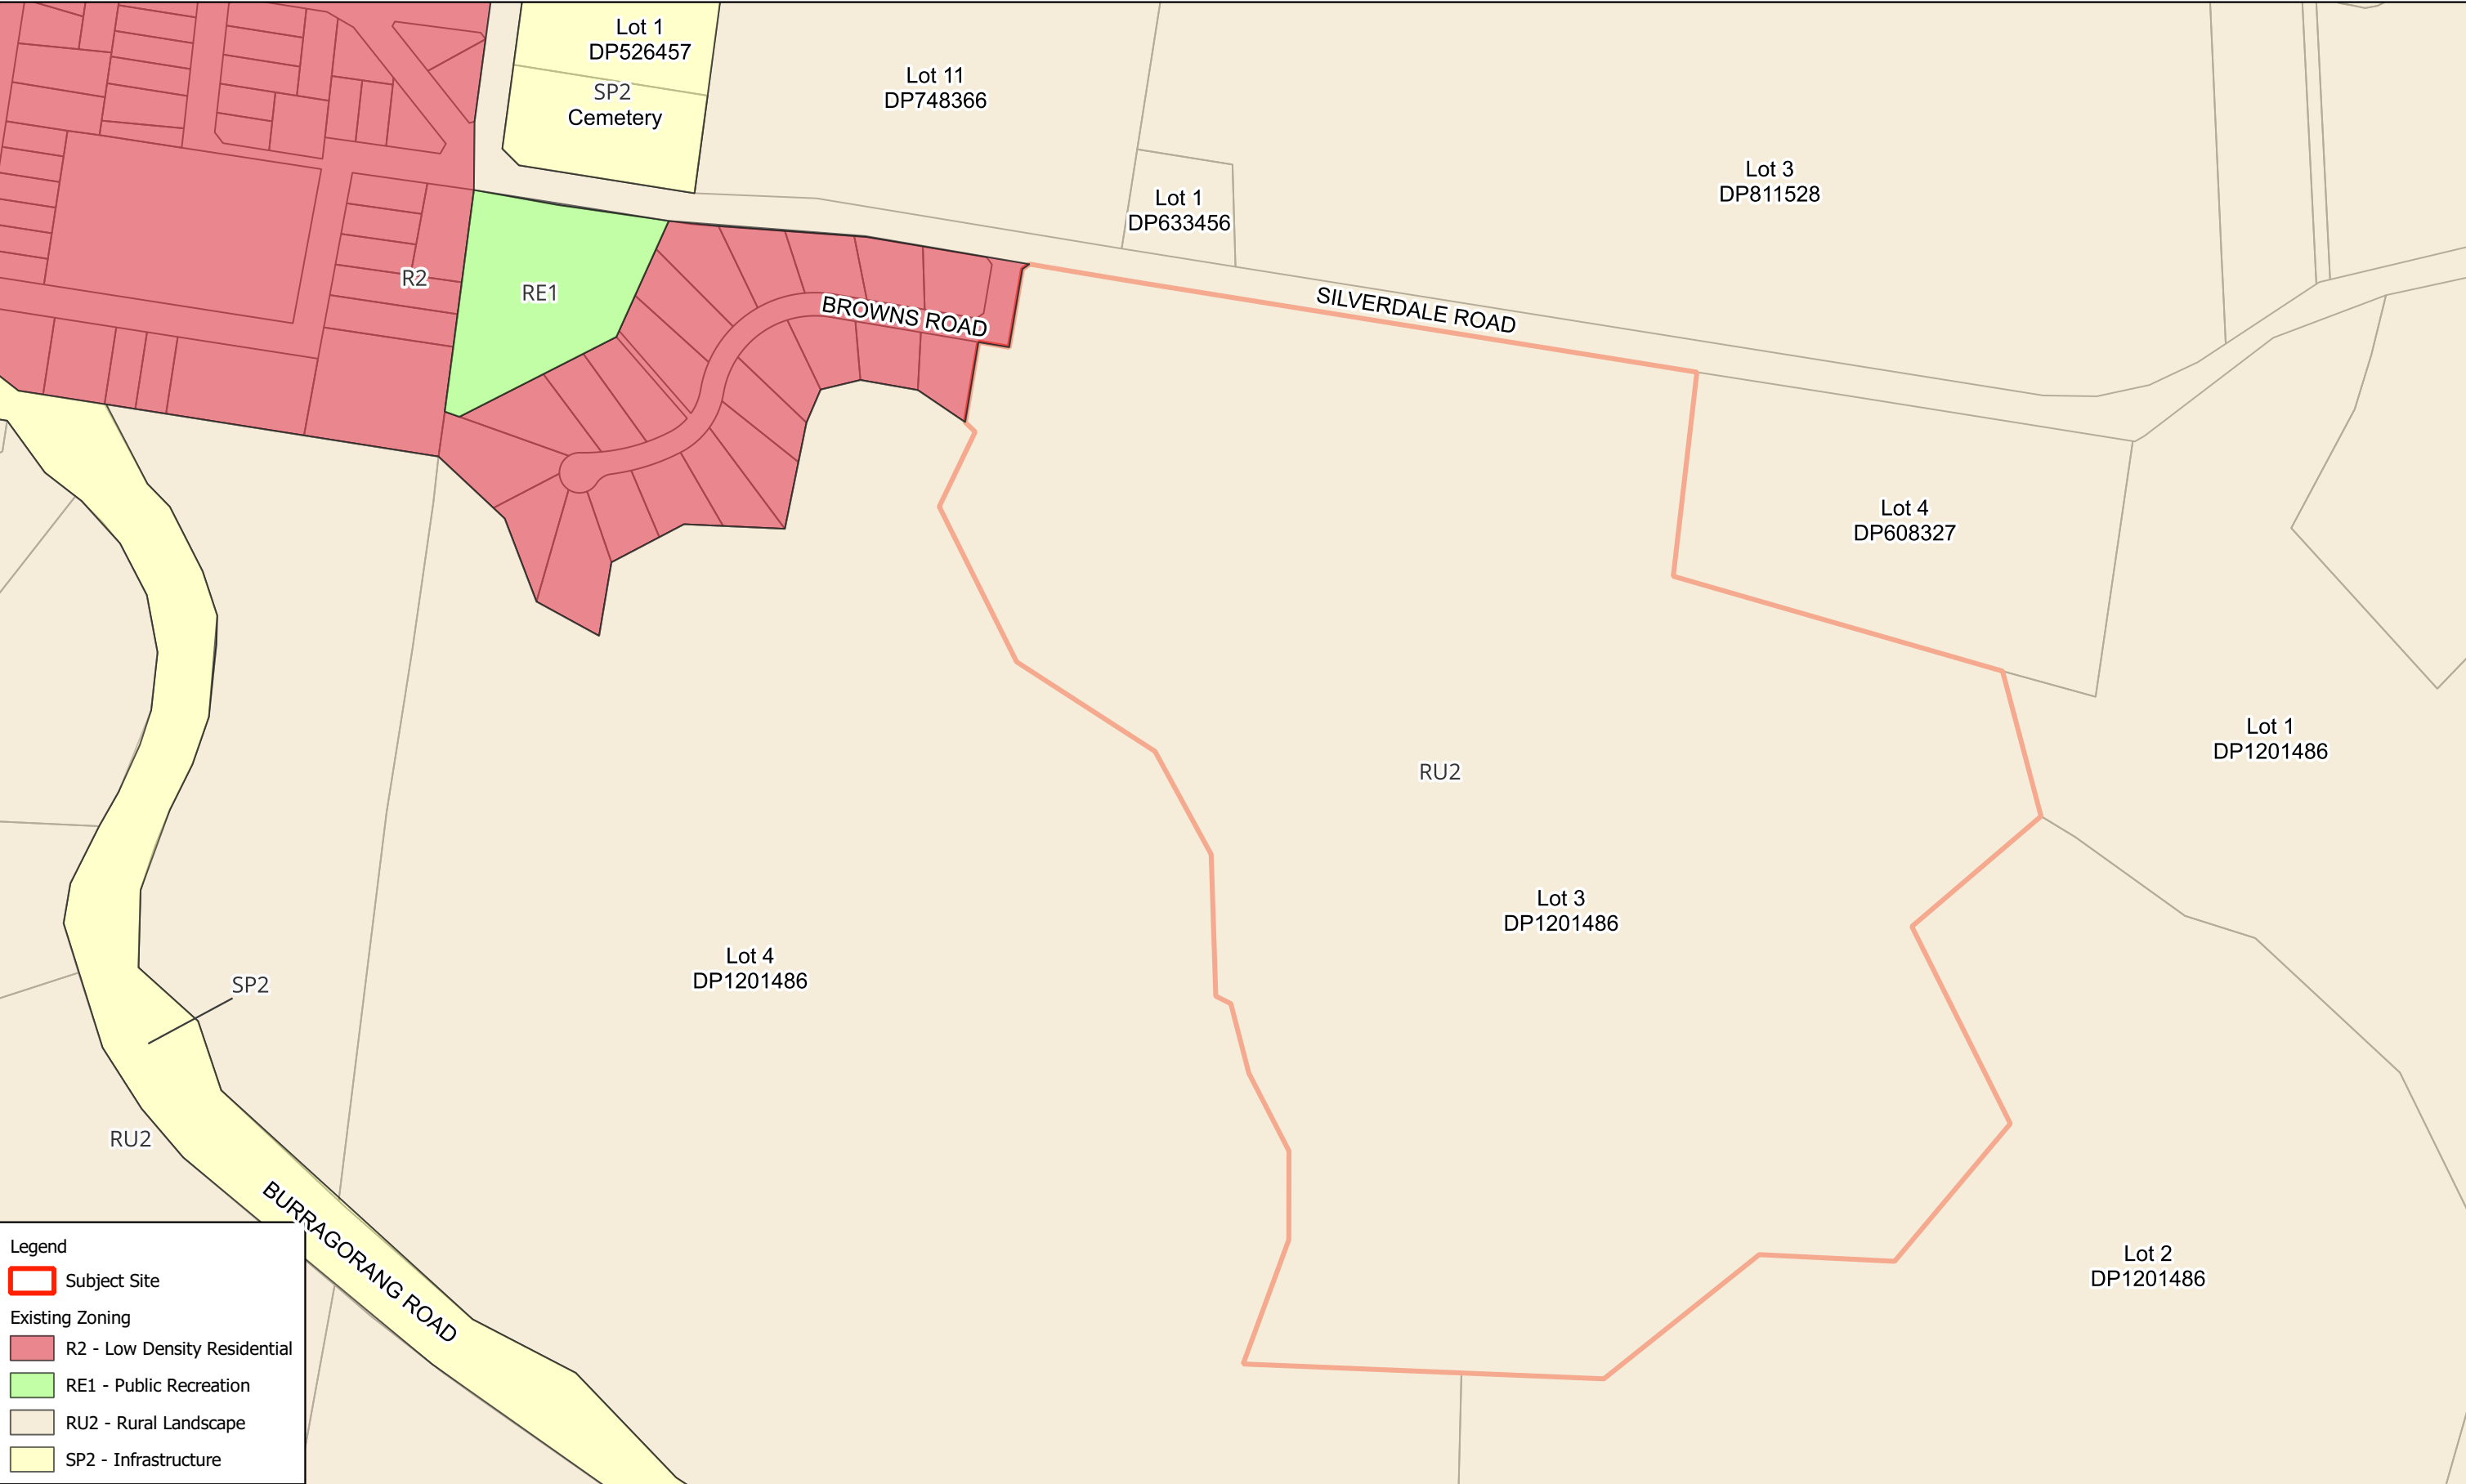 Lot 1
DP526457
SP2
Cemetery
Lot 11
DP748366
Lot 3
DP811528
Lot 1
DP633456
R2
RE1
BROWNS ROAD
SILVERDALE ROAD
Lot 4
DP608327
Lot 1
DP1201486
RU2
Lot 3
DP1201486
Lot 4
DP1201486
SP2
RU2
BURRAGORANG ROAD
Lot 2
DP1201486
Legend
Subject Site
Existing Zoning
R2 - Low Density Residential
RE1 - Public Recreation
RU2 - Rural Landscape
SP2 - Infrastructure